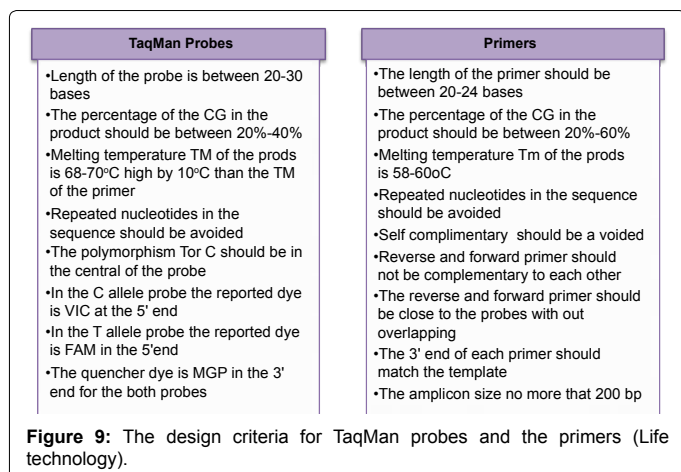 TaqMan Probes
•Length of the probe is between 20-30
bases
•The percentage of the CG in the
product should be between 20%-40%
•Melting temperature TM of the prods
is 68-70ºC high by 10ºC than the TM
of the primer
•Repeated nucleotides in the
sequence should be avoided
•The polymorphism Tor C should be in
the central of the probe
•In the C allele probe the reported dye
is VIC at the 5' end
•In the T allele probe the reported dye
is FAM in the 5'end
•The quencher dye is MGP in the 3'
end for the both probes
Primers
•The length of the primer should be
between 20-24 bases
•The percentage of the CG in the
product should be between 20%-60%
•Melting temperature Tm of the prods
is 58-60oC
•Repeated nucleotides in the sequence
should be avoided
•Self complimentary should be a voided
•Reverse and forward primer should
not be complementary to each other
•The reverse and forward primer should
be close to the probes with out
overlapping
•The 3' end of each primer should
match the template
•The amplicon size no more that 200 bp
Figure 9: The design criteria for TaqMan probes and the primers (Life
technology).